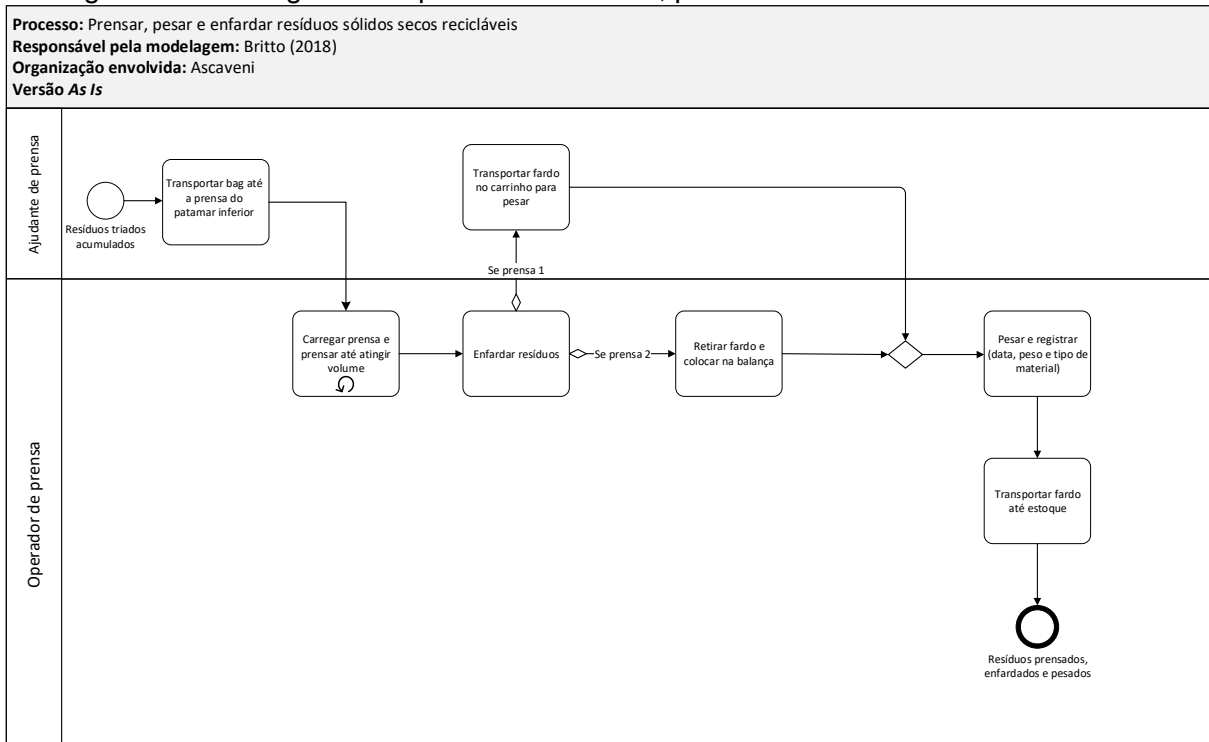 Processo: Prensar, pesar e enfardar resíduos sólidos secos recicláveis
Responsável pela modelagem: Britto (2018)
Organização envolvida: Ascaveni
Versão As Is
Ajudante de prensa
Resíduos triados
acumulados
Transportar bag até
a prensa do
patamar inferior
Transportar fardo
no carrinho para
pesar
Se prensa 1
Operador de prensa
Carregar prensa e
prensar até atingir
volume
Enfardar resíduos
Se prensa 2
Retirar fardo e
colocar na balança
Pesar e registrar
(data, peso e tipo de
material)
Transportar fardo
até estoque
Resíduos prensados,
enfardados e pesados